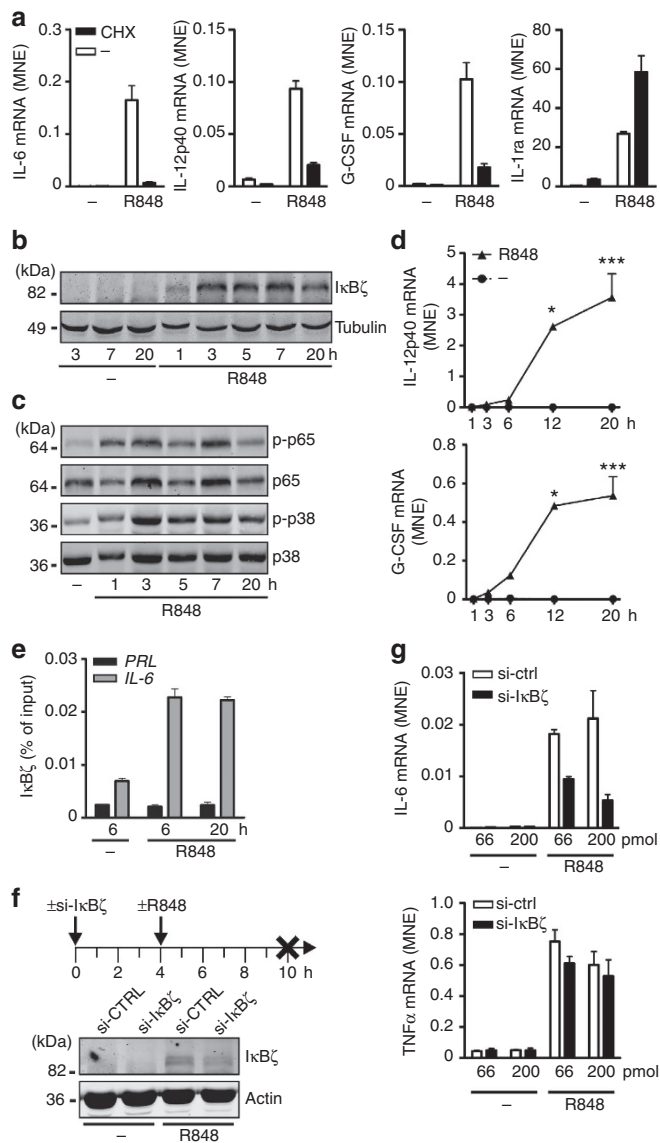 a
CHX
–
IL-6 mRNA (MNE)
0.3
0.2
0.1
0
– R848
IL-12p40 mRNA (MNE)
0.15
0.10
0.05
0
– R848
G-CSF mRNA (MNE)
0.15
0.10
0.05
0
– R848
IL-1ra mRNA (MNE)
80
60
40
20
0
– R848
b
(kDa)
82
IκBζ
49
Tubulin
3 7 20 1 3 5 7 20 h
– R848
c
(kDa)
64
p-p65
64
p65
36
p-p38
36
p38
– 1 3 5 7 20 h
R848
d
R848
–
IL-12p40 mRNA
(MNE)
5
4
3
2
1
0
* ***
1 3 6 12 20 h
G-CSF mRNA
(MNE)
0.8
0.6
0.4
0.2
0
* ***
1 3 6 12 20 h
e
PRL
IL-6
IκBζ (% of input)
0.03
0.02
0.01
0
6 6 20 h
– R848
f
±si-IκBζ ±R848
0 2 4 6 8 10 h
si-CTRL si-IκBζ si-CTRL si-IκBζ
(kDa)
82
IκBζ
36
Actin
– R848
g
si-ctrl
si-IκBζ
IL-6 mRNA (MNE)
0.03
0.02
0.01
0
66 200 66 200 pmol
– R848
si-ctrl
si-IκBζ
TNFα mRNA (MNE)
1.0
0.8
0.6
0.4
0.2
0
66 200 66 200 pmol
– R848